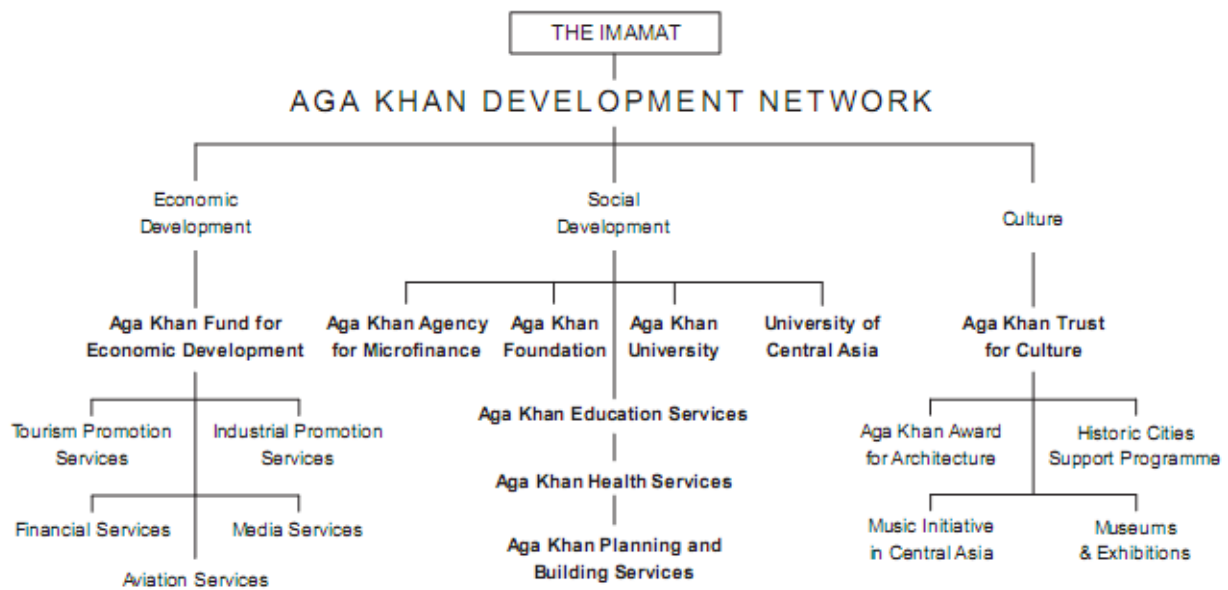 THE IMAMAT
AGA KHAN DEVELOPMENT NETWORK
Economic
Development
Social
Development
Culture
Aga Khan Fund for
Economic Development
Aga Khan Agency
for Microfinance
Aga Khan
Foundation
Aga Khan
University
University of
Central Asia
Aga Khan Trust
for Culture
Tourism Promotion
Services
Industrial Promotion
Services
Financial Services
Media Services
Aviation Services
Aga Khan Education Services
Aga Khan Health Services
Aga Khan Planning and
Building Services
Aga Khan Award
for Architecture
Historic Cities
Support Programme
Music Initiative
in Central Asia
Museums
& Exhibitions